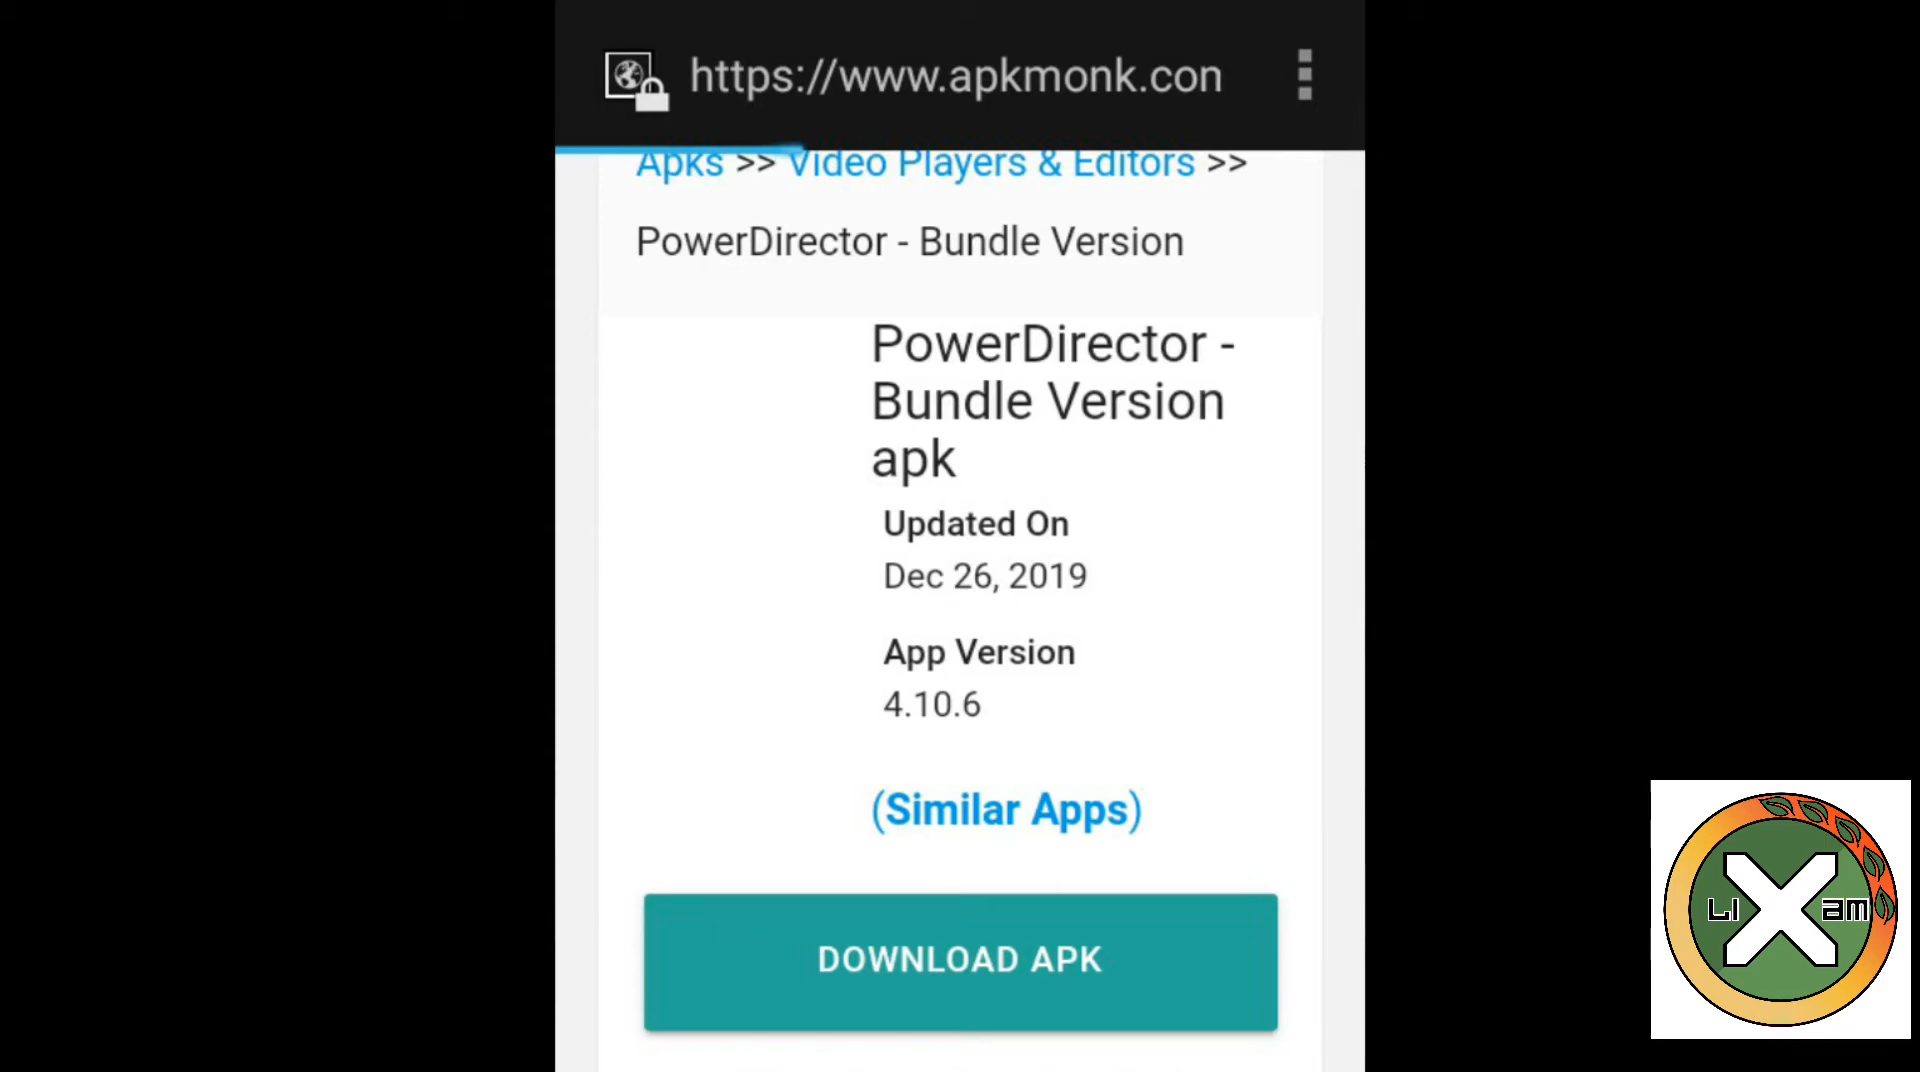 https://www.apkmonk.con
Apks >> Video Players & Editors >>
PowerDirector - Bundle Version
PowerDirector -
Bundle Version
apk
Updated On
Dec 26, 2019
App Version
4.10.6
(Similar Apps)
DOWNLOAD APK
LI X am